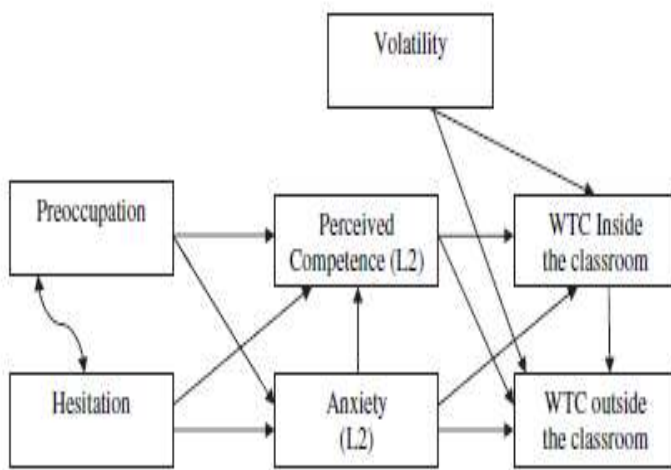 Volatility
Preoccupation
Perceived
Competence (L2)
WTC Inside
the classroom
Hesitation
Anxiety
(L2)
WTC outside
the classroom